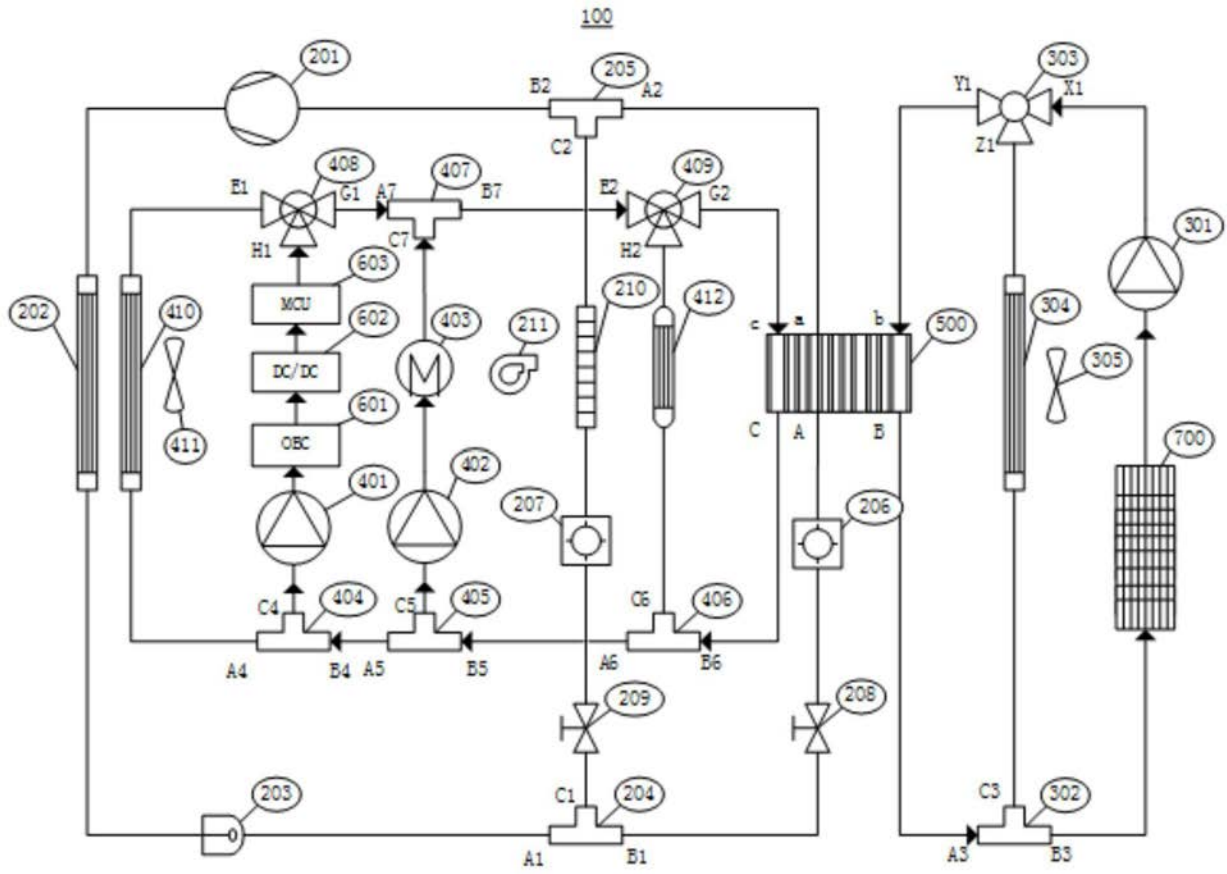 100
201
205
B2
A2
303
Y1
X1
C2
Z1
408
407
409
E1
G1
A7
B7
E2
G2
H1
C7
H2
301
603
MCU
202
410
602
210
412
c
a
b
500
304
403
211
DC/DC
305
601
411
OBC
C
A
B
700
401
402
207
206
C4
404
C5
405
C6
406
A4
B4
A5
B5
A6
B6
209
208
203
C1
204
C3
302
A1
B1
A3
B3